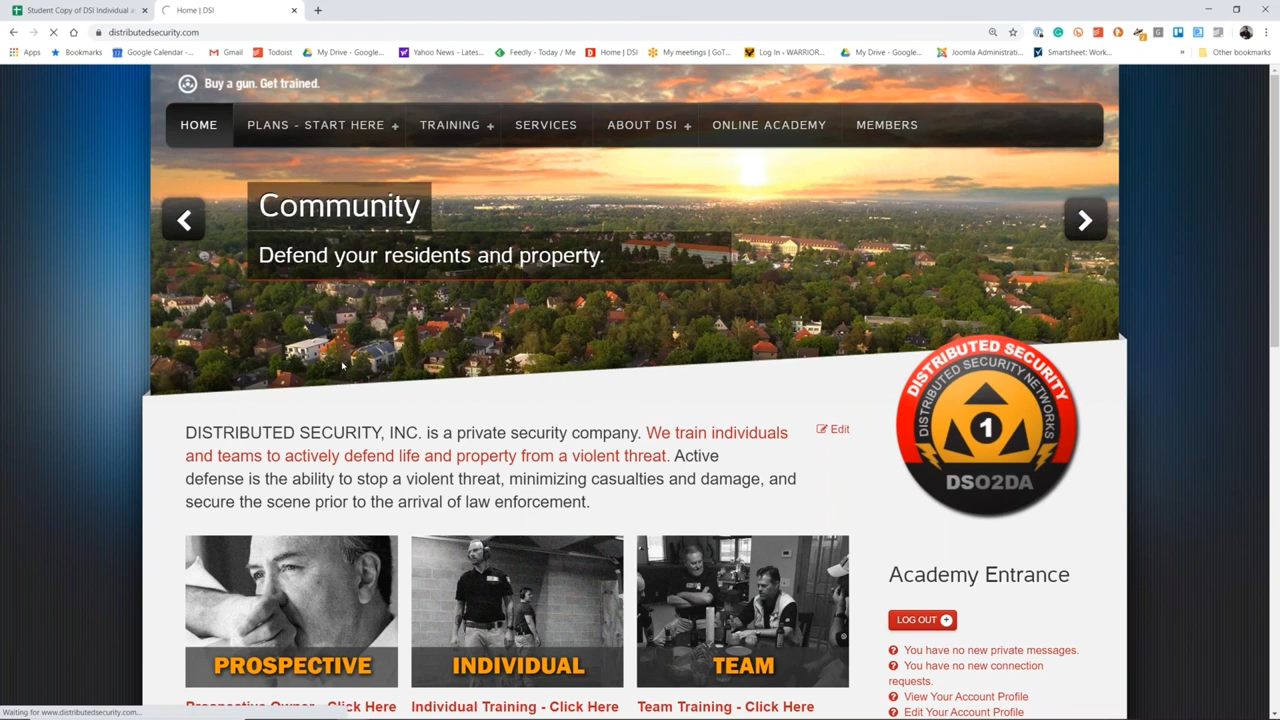 Student Copy of DSI Individual a
Home | DSI
distributedsecurity.com
Apps
Bookmarks
Google Calendar -...
Gmail
Todoist
My Drive - Google...
Yahoo News - Lates...
Feedly - Today / Me
Home | DSI
My meetings | GoT...
Log In - WARRIOR...
My Drive - Google...
Joomla Administrati...
Smartsheet: Work...
»
Other bookmarks
Buy a gun. Get trained.
HOME
PLANS - START HERE +
TRAINING +
SERVICES
ABOUT DSI +
ONLINE ACADEMY
MEMBERS
Community
Defend your residents and property.
DISTRIBUTED SECURITY
DISTRIBUTED SECURITY NETWORKS
1
DSO2DA
DISTRIBUTED SECURITY, INC. is a private security company. We train individuals
and teams to actively defend life and property from a violent threat. Active
defense is the ability to stop a violent threat, minimizing casualties and damage, and
secure the scene prior to the arrival of law enforcement.
Edit
PROSPECTIVE
INDIVIDUAL
TEAM
Prospective Owner - Click Here
Individual Training - Click Here
Team Training - Click Here
Academy Entrance
LOG OUT +
You have no new private messages.
You have no new connection
requests.
View Your Account Profile
Edit Your Account Profile
Waiting for www.distributedsecurity.com...